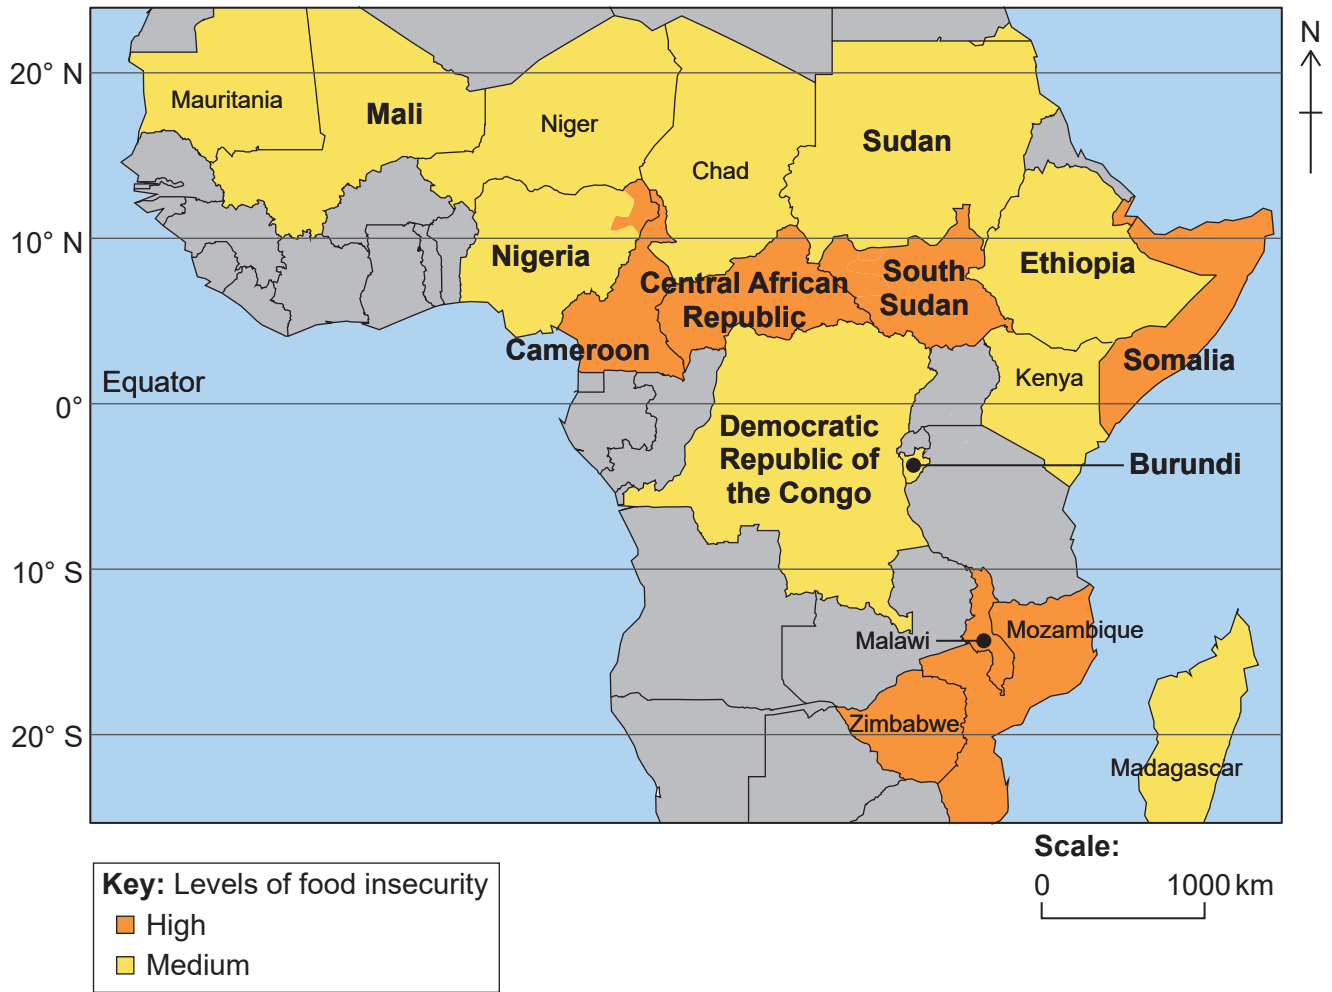 N
20° N
Mauritania
Mali
Niger
Sudan
Chad
10° N
Nigeria
Central African
Republic
South
Sudan
Ethiopia
Cameroon
Somalia
Equator
Kenya
0°
Democratic
Republic of
the Congo
Burundi
10° S
Malawi
Mozambique
20° S
Zimbabwe
Madagascar
Scale:
0 1000 km
Key: Levels of food insecurity
High
Medium